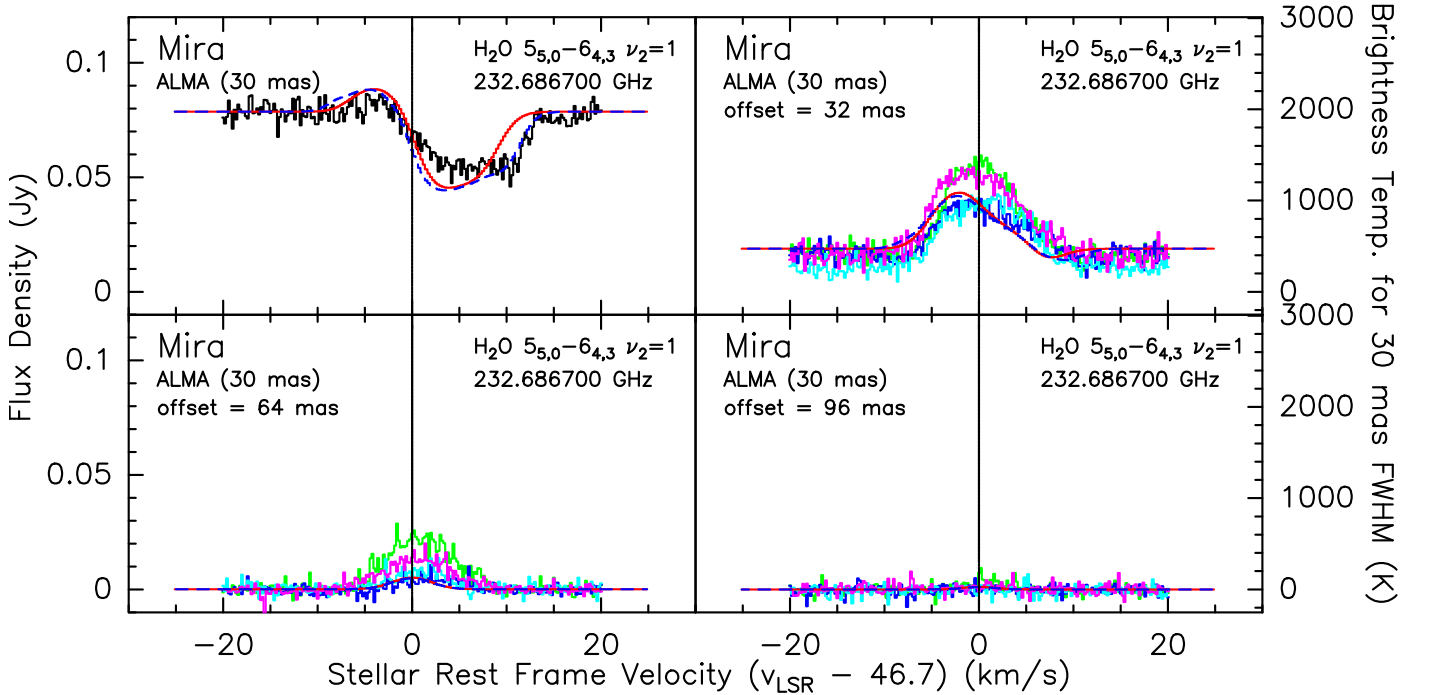 Mira
ALMA (30 mas)
H₂O 5₅,₀−6₄,₃ ν₂=1
232.686700 GHz
Mira
ALMA (30 mas)
offset = 32 mas
H₂O 5₅,₀−6₄,₃ ν₂=1
232.686700 GHz
0.1
0.05
0
3000
2000
1000
0
Mira
ALMA (30 mas)
offset = 64 mas
H₂O 5₅,₀−6₄,₃ ν₂=1
232.686700 GHz
Mira
ALMA (30 mas)
offset = 96 mas
H₂O 5₅,₀−6₄,₃ ν₂=1
232.686700 GHz
0.1
0.05
0
3000
2000
1000
0
−20 0 20 −20 0 20
Flux Density (Jy)
Brightness Temp. for 30 mas FWHM (K)
Stellar Rest Frame Velocity (v_LSR − 46.7) (km/s)